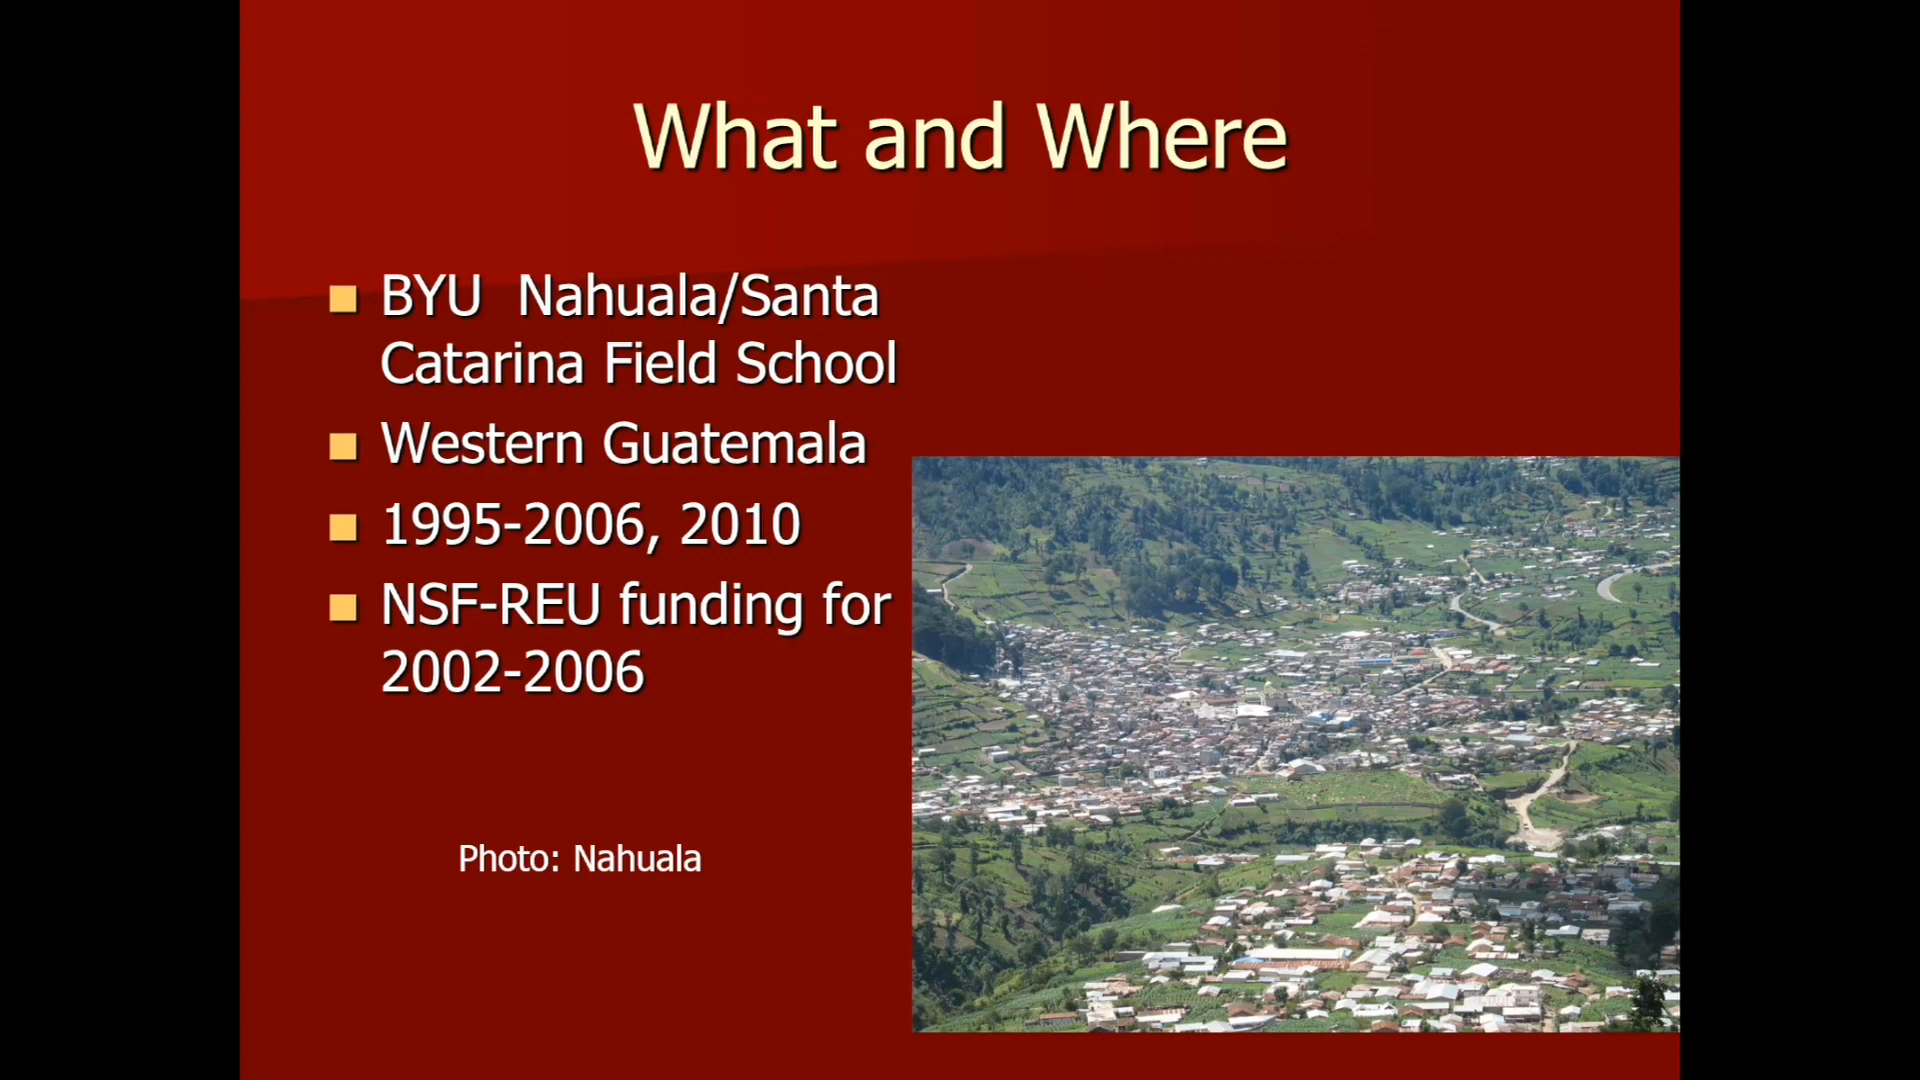 What and Where
BYU  Nahuala/Santa
Catarina Field School
Western Guatemala
1995-2006, 2010
NSF-REU funding for
2002-2006
Photo: Nahuala